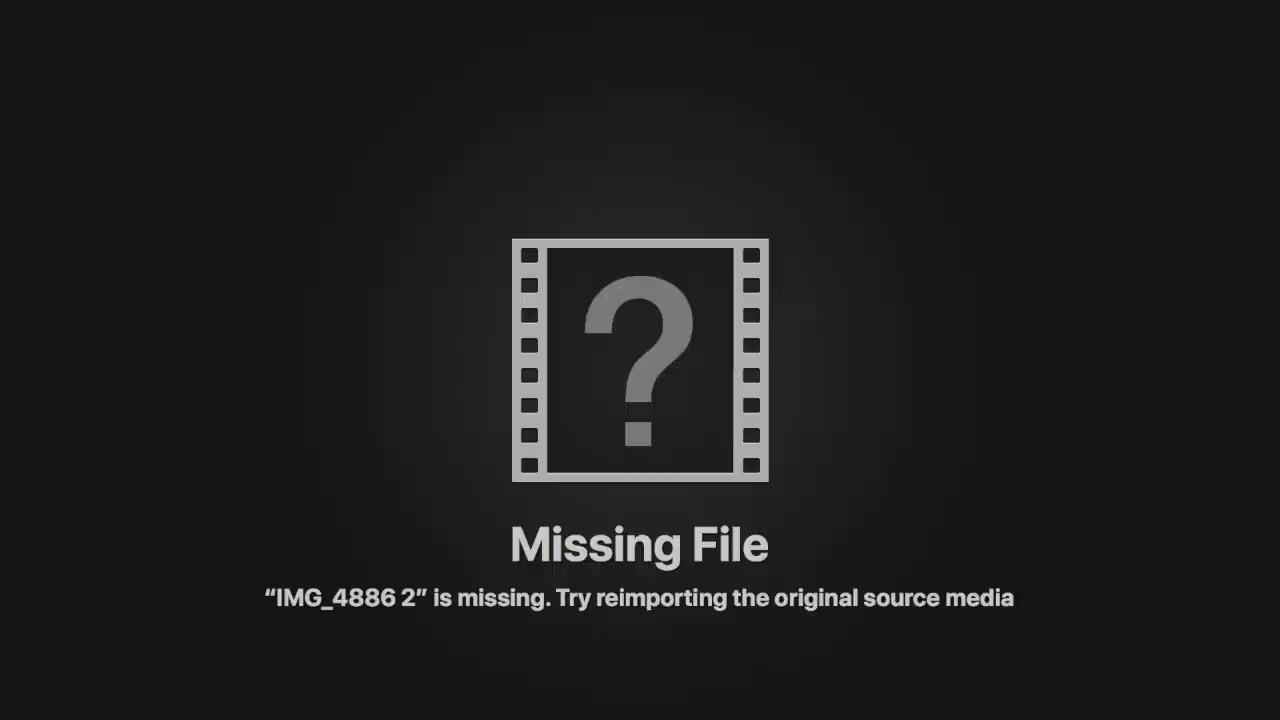 ?
Missing File
“IMG_4886 2” is missing. Try reimporting the original source media